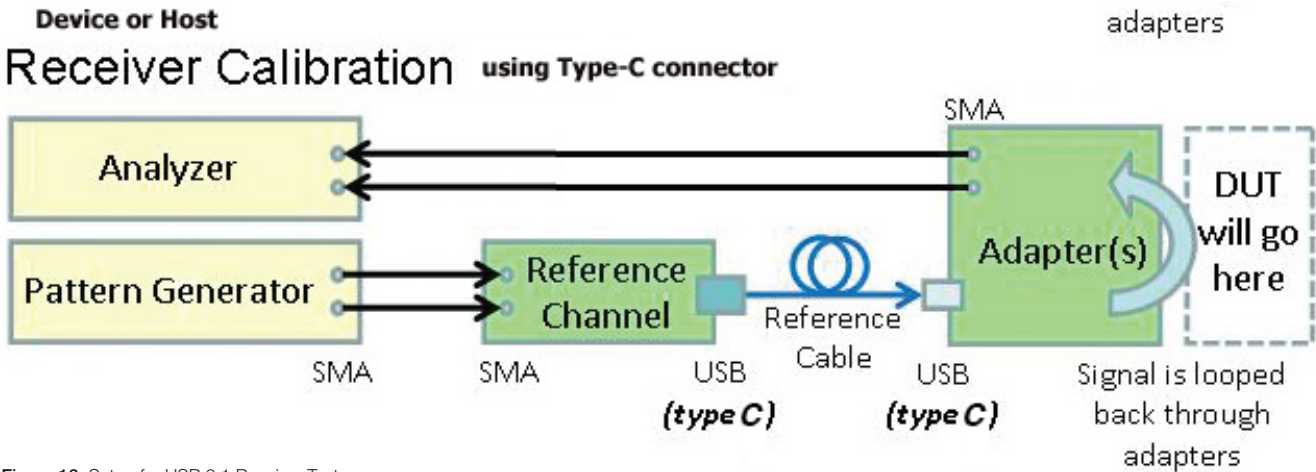 Device or Host
adapters
Receiver Calibration using Type-C connector
SMA
Analyzer
DUT
will go
here
Adapter(s)
Pattern Generator
Reference
Channel
Reference
Cable
SMA
SMA
USB
(type C)
USB
(type C)
Signal is looped
back through
adapters